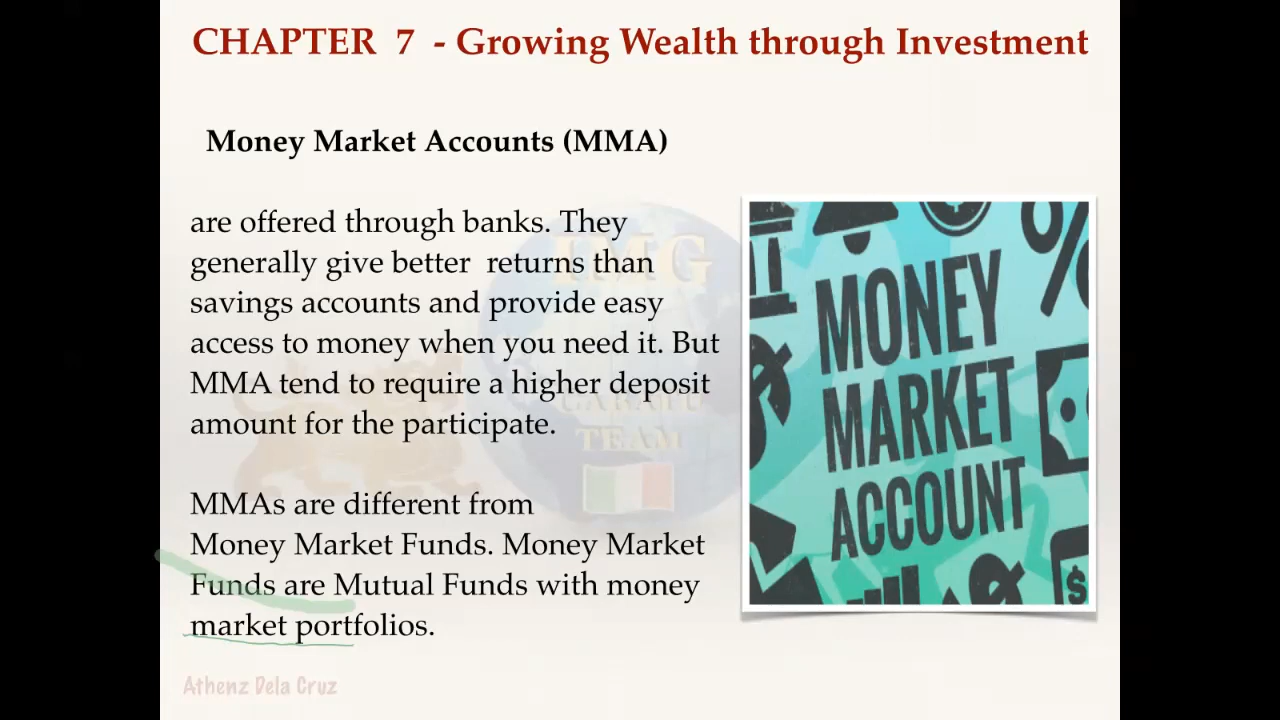 CHAPTER 7 - Growing Wealth through Investment
Money Market Accounts (MMA)
are offered through banks. They
generally give better returns than
savings accounts and provide easy
access to money when you need it. But
MMA tend to require a higher deposit
amount for the participate.
MMAs are different from
Money Market Funds. Money Market
Funds are Mutual Funds with money
market portfolios.
MONEY
MARKET
ACCOUNT
%
$
IMG
TEAM
Athenz Dela Cruz